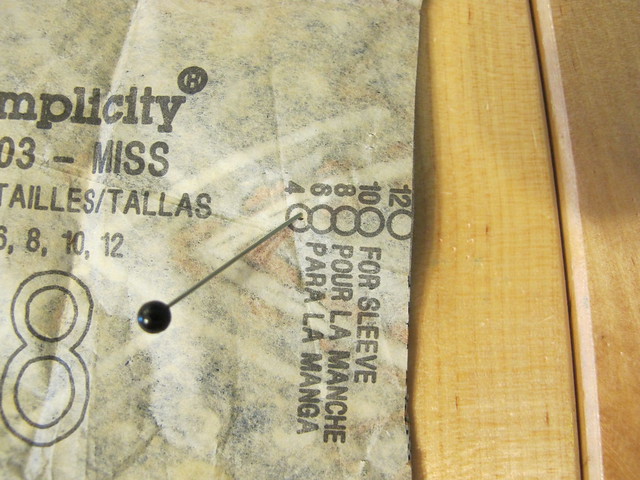 mplicity®
03 - MISS
TAILLES/TALLAS
6, 8, 10, 12
8
4 6 8 10 12
FOR SLEEVE
POUR LA MANCHE
PARA LA MANGA